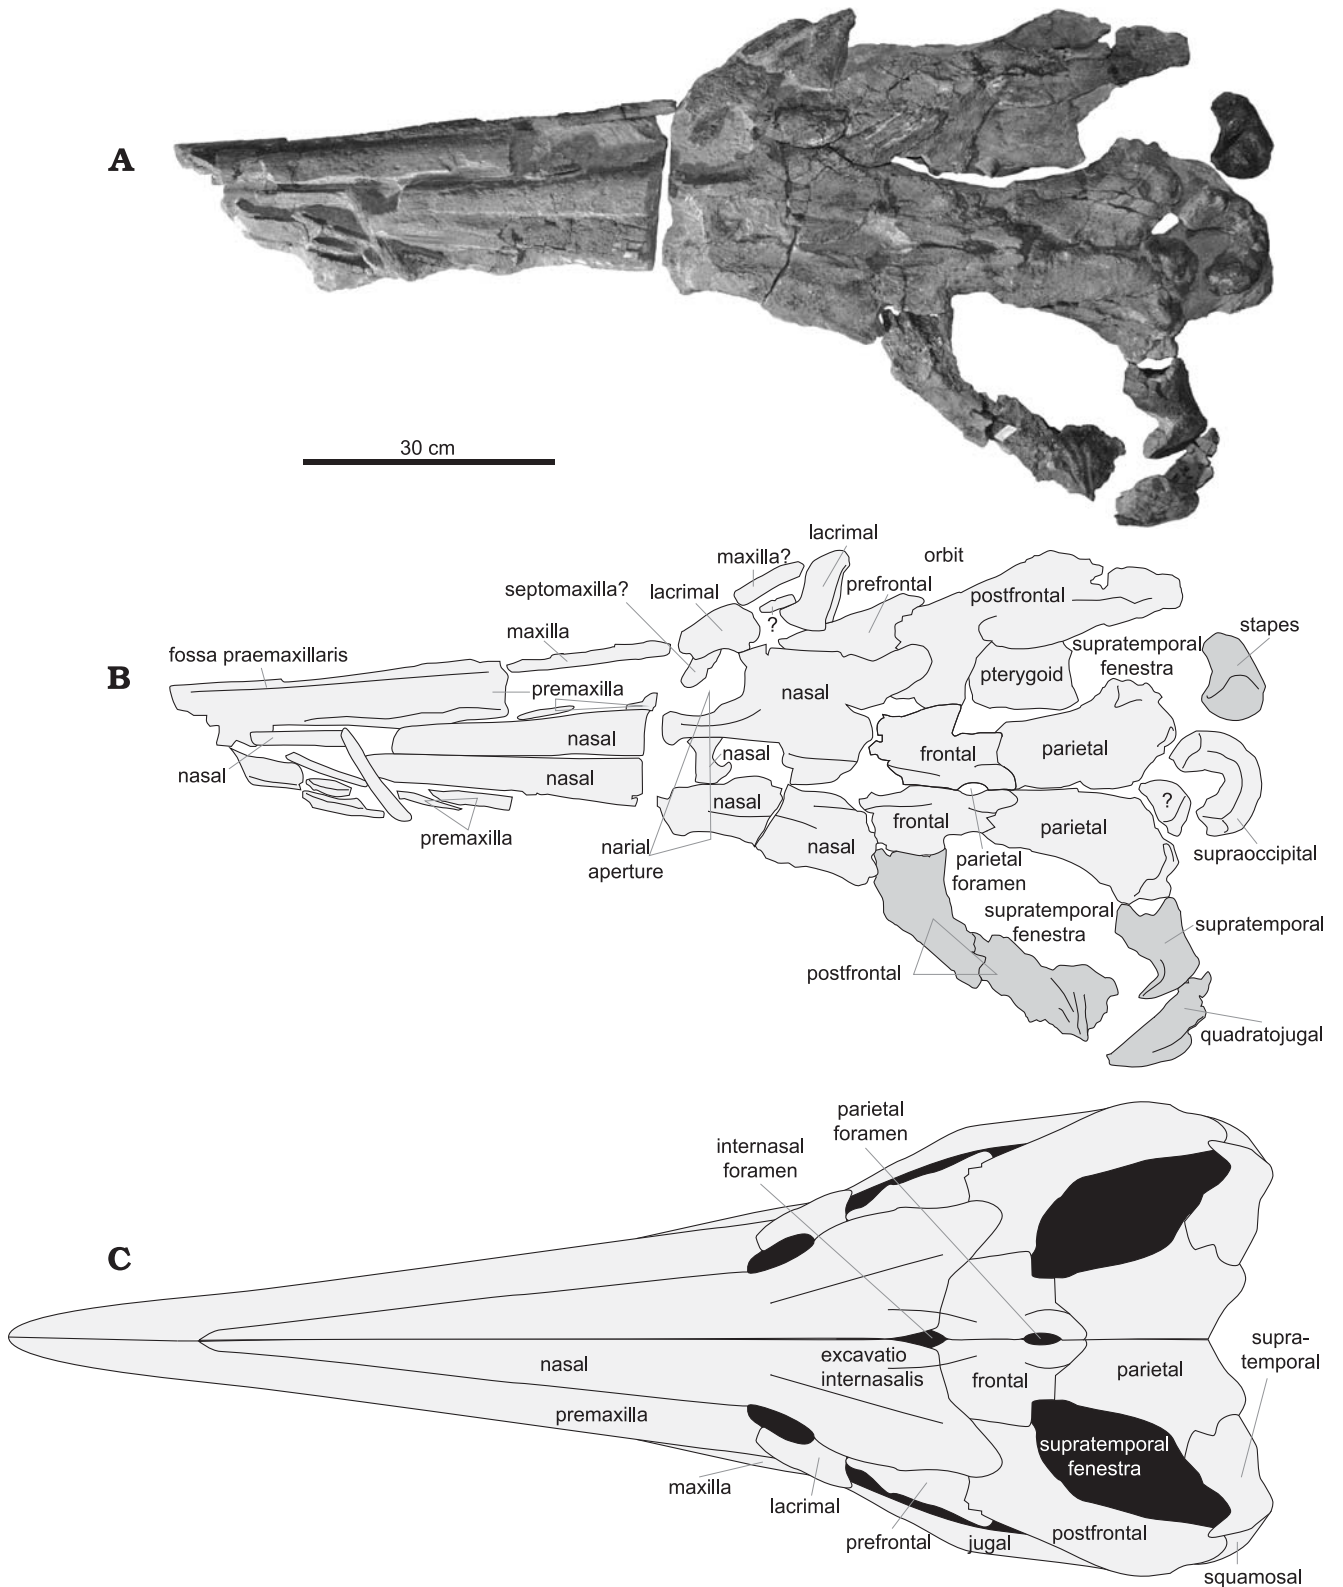 A
30 cm
lacrimal
maxilla?
orbit
septomaxilla?
lacrimal
prefrontal
postfrontal
maxilla
?
stapes
fossa praemaxillaris
supratemporal
fenestra
B
premaxilla
pterygoid
nasal
nasal
frontal
parietal
nasal
nasal
nasal
nasal
?
frontal
parietal
premaxilla
narial
aperture
nasal
parietal
foramen
supraoccipital
supratemporal
fenestra
supratemporal
postfrontal
quadratojugal
parietal
foramen
internasal
foramen
C
supra-
temporal
nasal
excavatio
internasalis
frontal
parietal
premaxilla
supratemporal
fenestra
maxilla
lacrimal
prefrontal
jugal
postfrontal
squamosal